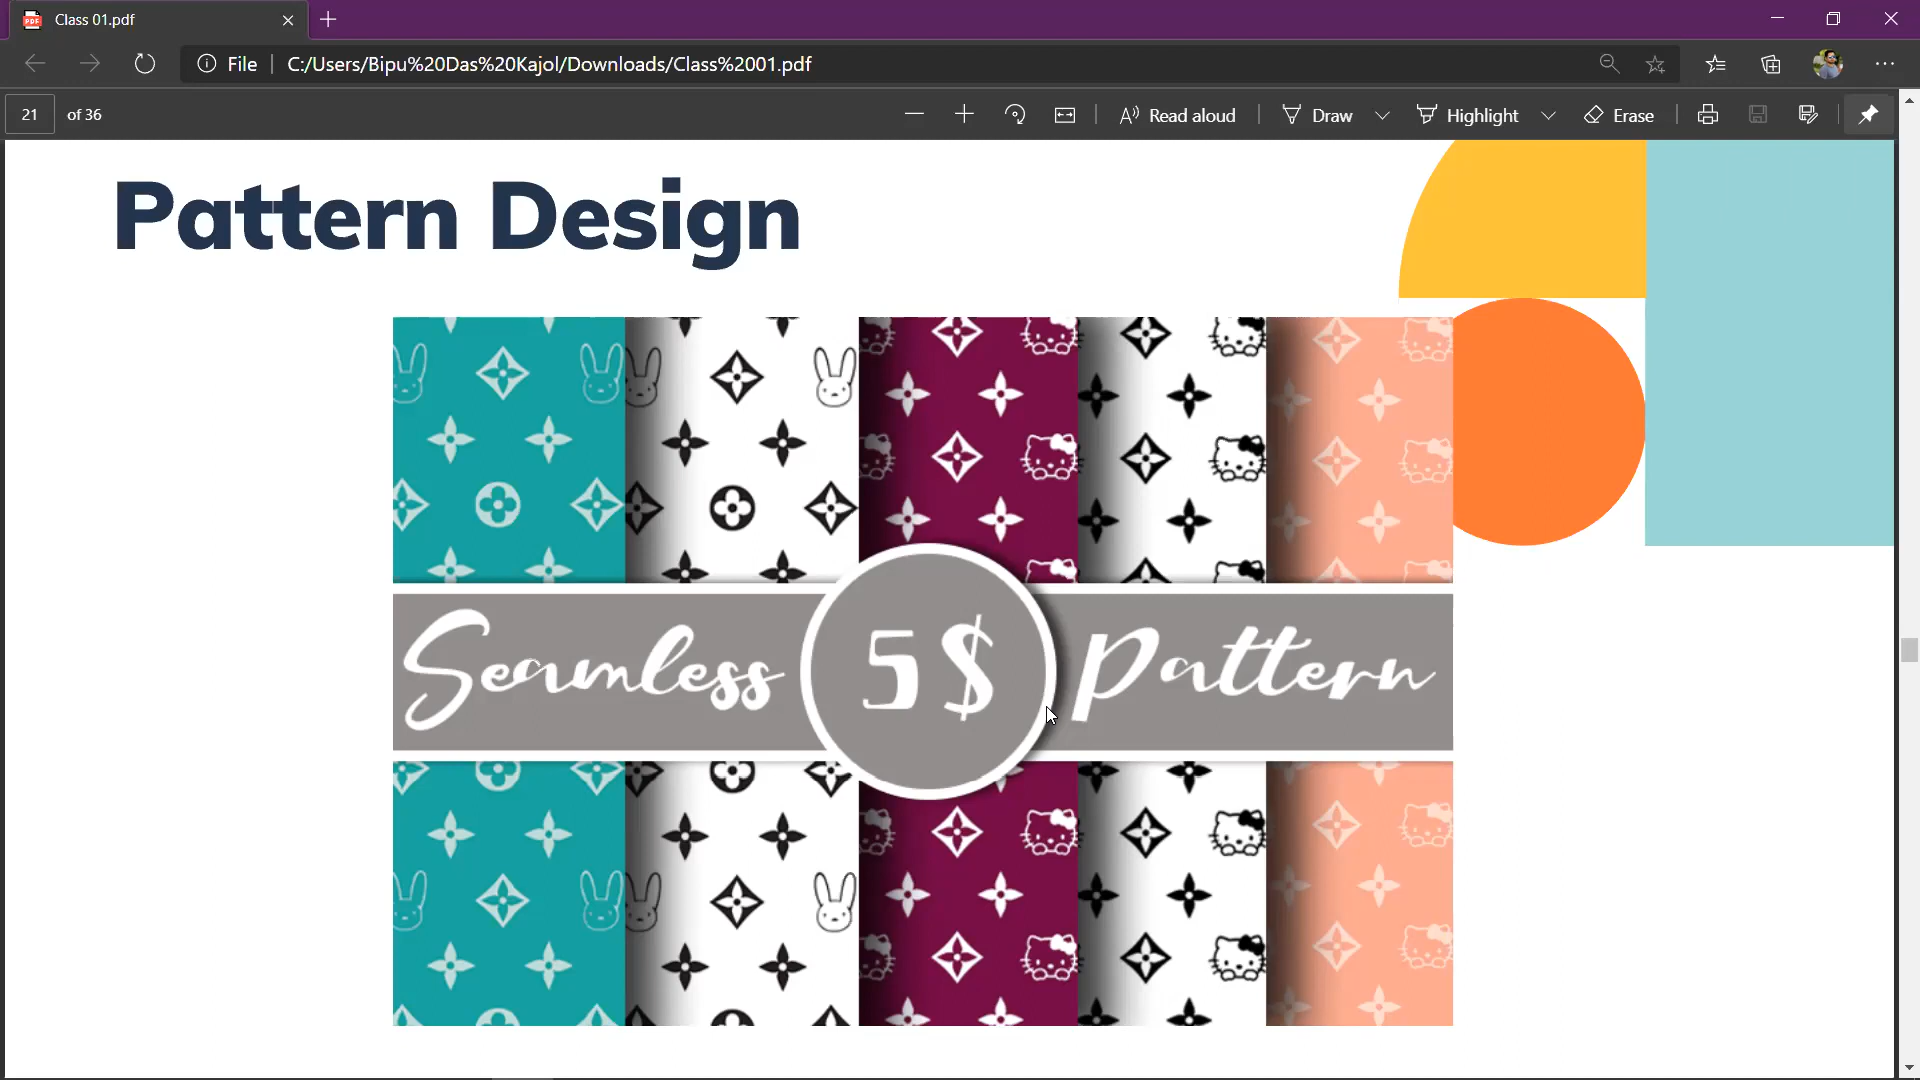 Class 01.pdf
File
C:/Users/Bipu%20Das%20Kajol/Downloads/Class%2001.pdf
21 of 36
Read aloud
Draw
Highlight
Erase
Pattern Design
Seamless 5$ Pattern